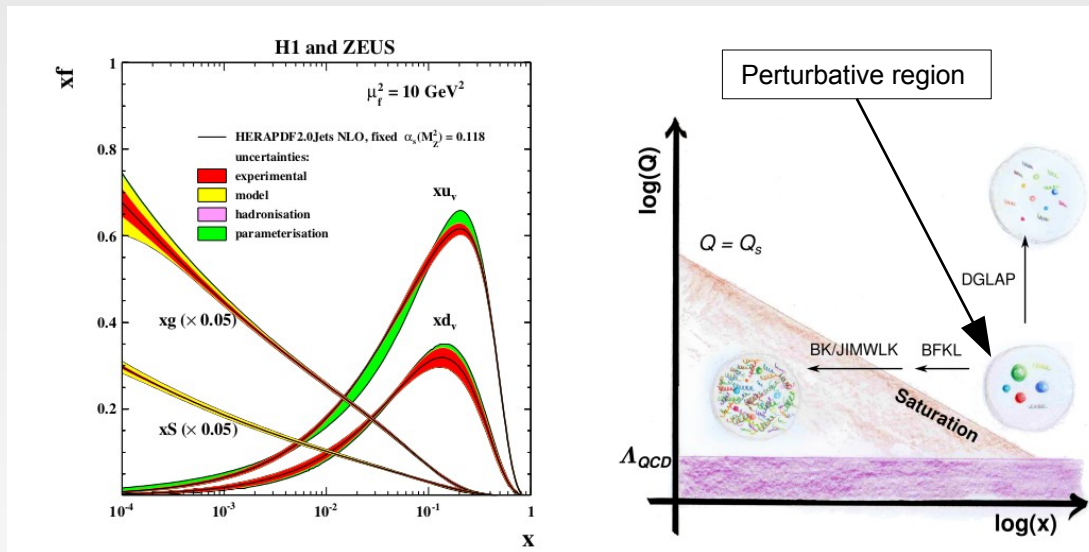 H1 and ZEUS
xf
1
0.8
0.6
0.4
0.2
μ_f^2 = 10 GeV^2
HERAPDF2.0Jets NLO, fixed α_s(M_Z^2) = 0.118
uncertainties:
experimental
model
hadronisation
parameterisation
xu_v
xd_v
xg (× 0.05)
xS (× 0.05)
10^-4
10^-3
10^-2
10^-1
1
x
Perturbative region
log(Q)
Q = Q_s
DGLAP
BK/JIMWLK
BFKL
Saturation
Λ_QCD
log(x)